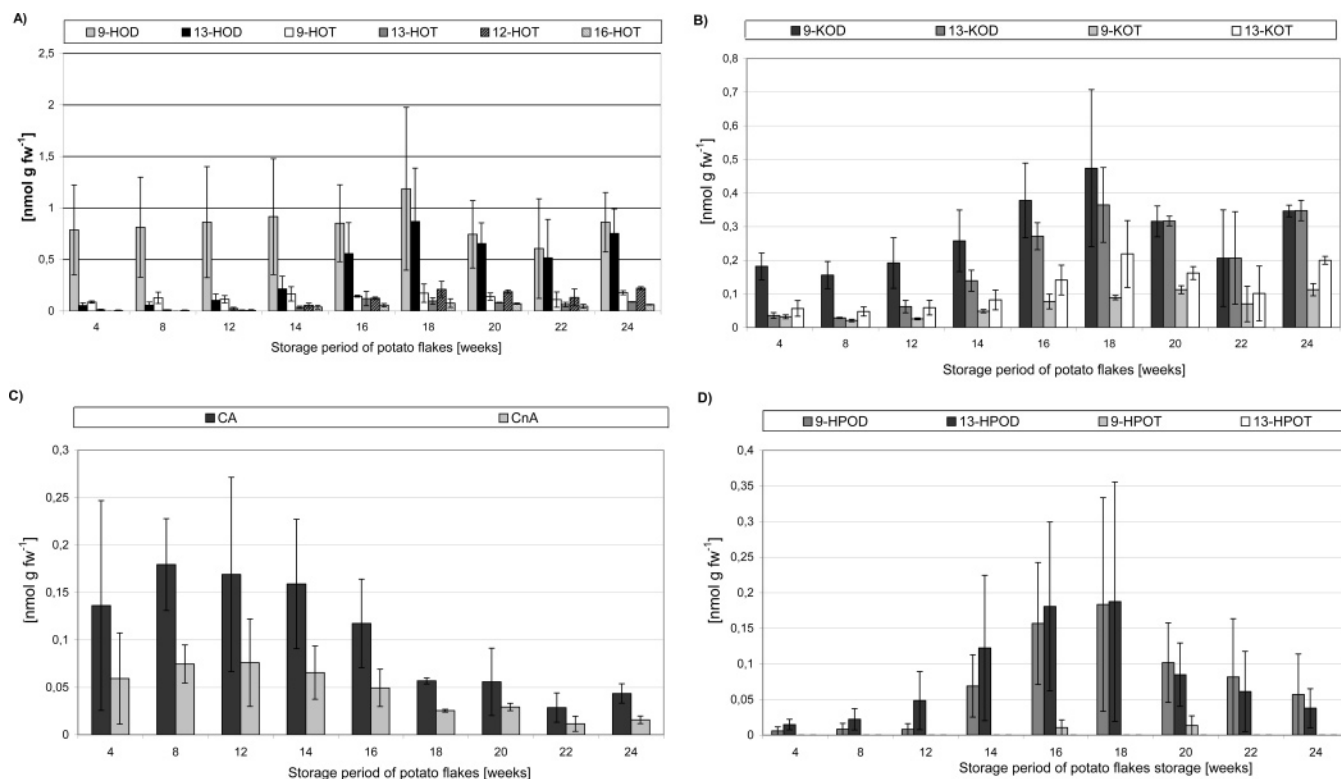 A)
9-HOD 13-HOD 9-HOT 13-HOT 12-HOT 16-HOT
2,5
2
1,5
1
0,5
0
[nmol g fw-1]
4 8 12 14 16 18 20 22 24
Storage period of potato flakes [weeks]
B)
9-KOD 13-KOD 9-KOT 13-KOT
0,8
0,7
0,6
0,5
0,4
0,3
0,2
0,1
0
[nmol g fw-1]
4 8 12 14 16 18 20 22 24
Storage period of potato flakes [weeks]
C)
CA CnA
0,3
0,25
0,2
0,15
0,1
0,05
0
[nmol g fw-1]
4 8 12 14 16 18 20 22 24
Storage period of potato flakes [weeks]
D)
9-HPOD 13-HPOD 9-HPOT 13-HPOT
0,4
0,35
0,3
0,25
0,2
0,15
0,1
0,05
0
[nmol g fw-1]
4 8 12 14 16 18 20 22 24
Storage period of potato flakes storage [weeks]